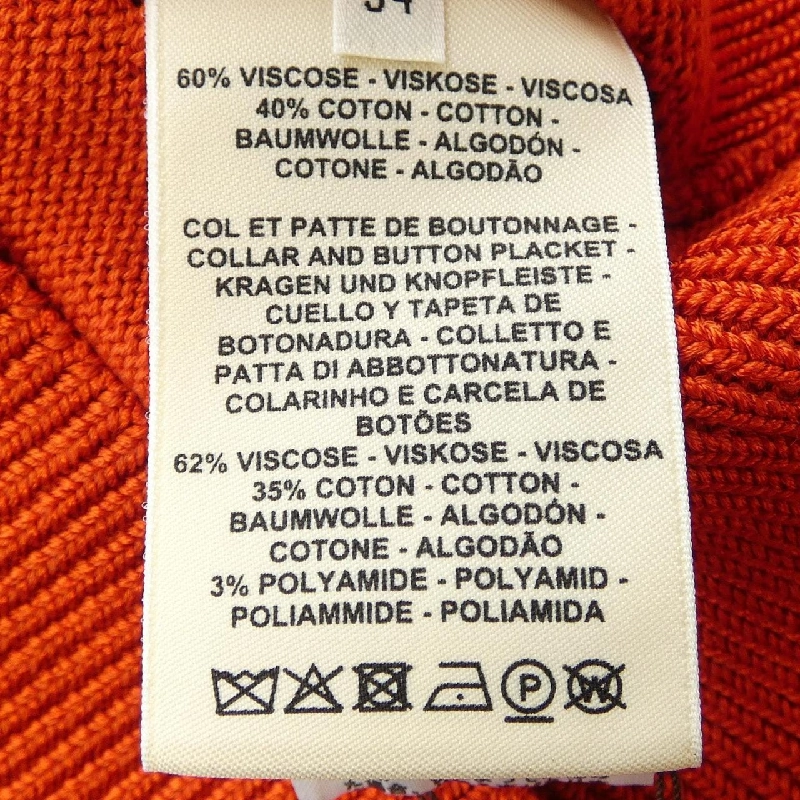 60% VISCOSE - VISKOSE - VISCOSA
40% COTON - COTTON -
BAUMWOLLE - ALGODÓN -
COTONE - ALGODÃO
COL ET PATTE DE BOUTONNAGE -
COLLAR AND BUTTON PLACKET -
KRAGEN UND KNOPFLEISTE -
CUELLO Y TAPETA DE
BOTONADURA - COLLETTO E
PATTA DI ABBOTTONATURA -
COLARINHO E CARCELA DE
BOTÕES
62% VISCOSE - VISKOSE - VISCOSA
35% COTON - COTTON -
BAUMWOLLE - ALGODÓN -
COTONE - ALGODÃO
3% POLYAMIDE - POLYAMID -
POLIAMMIDE - POLIAMIDA
P W